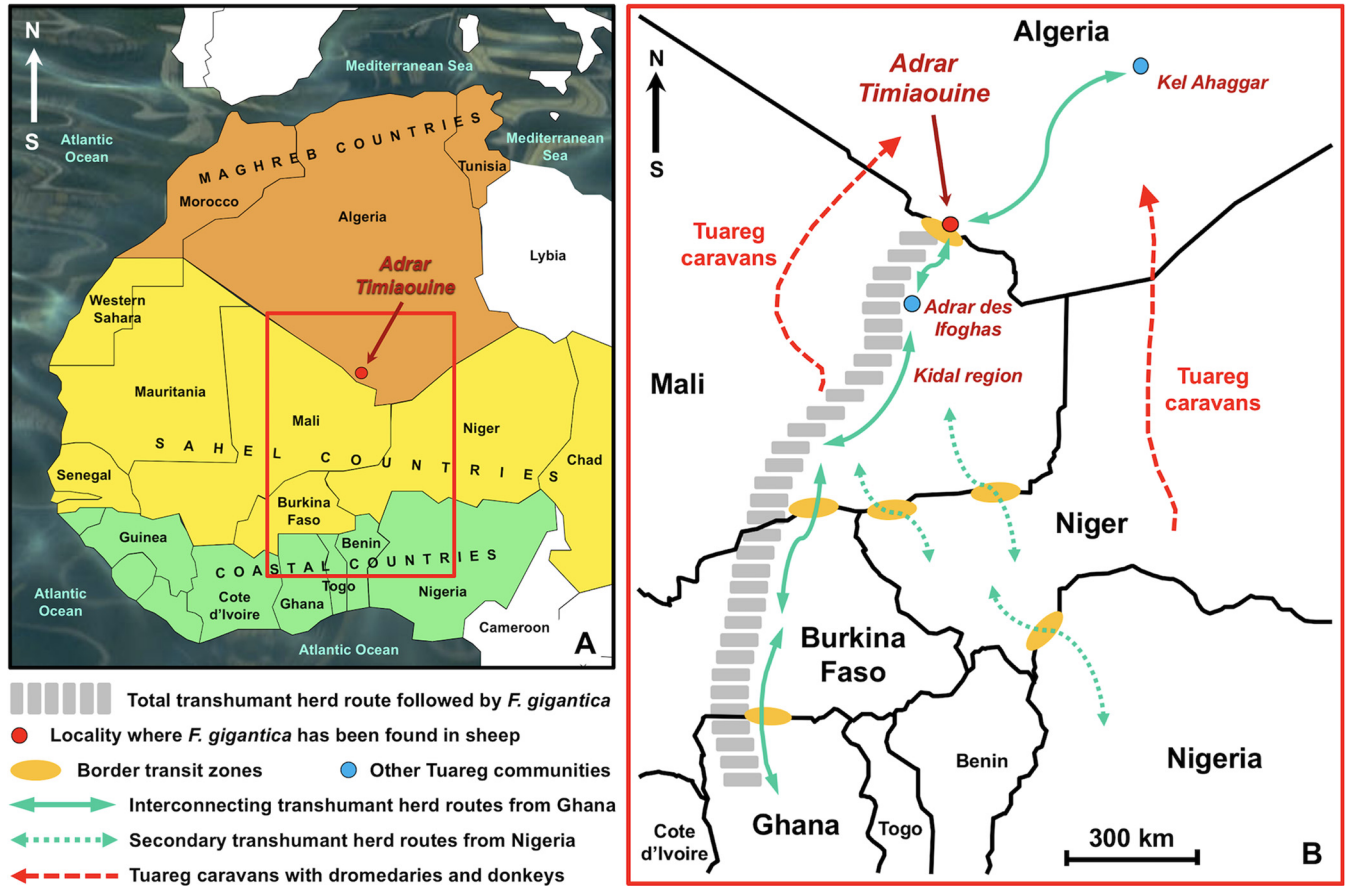 N
S
Mediterranean Sea
Atlantic
Ocean
Mediterranean
Sea
MAGHREB COUNTRIES
Tunisia
Morocco
Algeria
Lybia
Adrar
Timiaouine
Western
Sahara
Mauritania
Mali
Niger
Chad
SAHEL COUNTRIES
Senegal
Burkina
Faso
Guinea
Benin
COASTAL COUNTRIES
Togo
Cote
d'Ivoire
Ghana
Nigeria
Atlantic
Ocean
Cameroon
Atlantic Ocean
A
Total transhumant herd route followed by F. gigantica
Locality where F. gigantica has been found in sheep
Border transit zones
Other Tuareg communities
Interconnecting transhumant herd routes from Ghana
Secondary transhumant herd routes from Nigeria
Tuareg caravans with dromedaries and donkeys
N
S
Algeria
Adrar
Timiaouine
Kel Ahaggar
Tuareg
caravans
Adrar des
Ifoghas
Mali
Kidal region
Tuareg
caravans
Niger
Burkina
Faso
Nigeria
Benin
Ghana
Togo
Cote
d'Ivoire
300 km
B